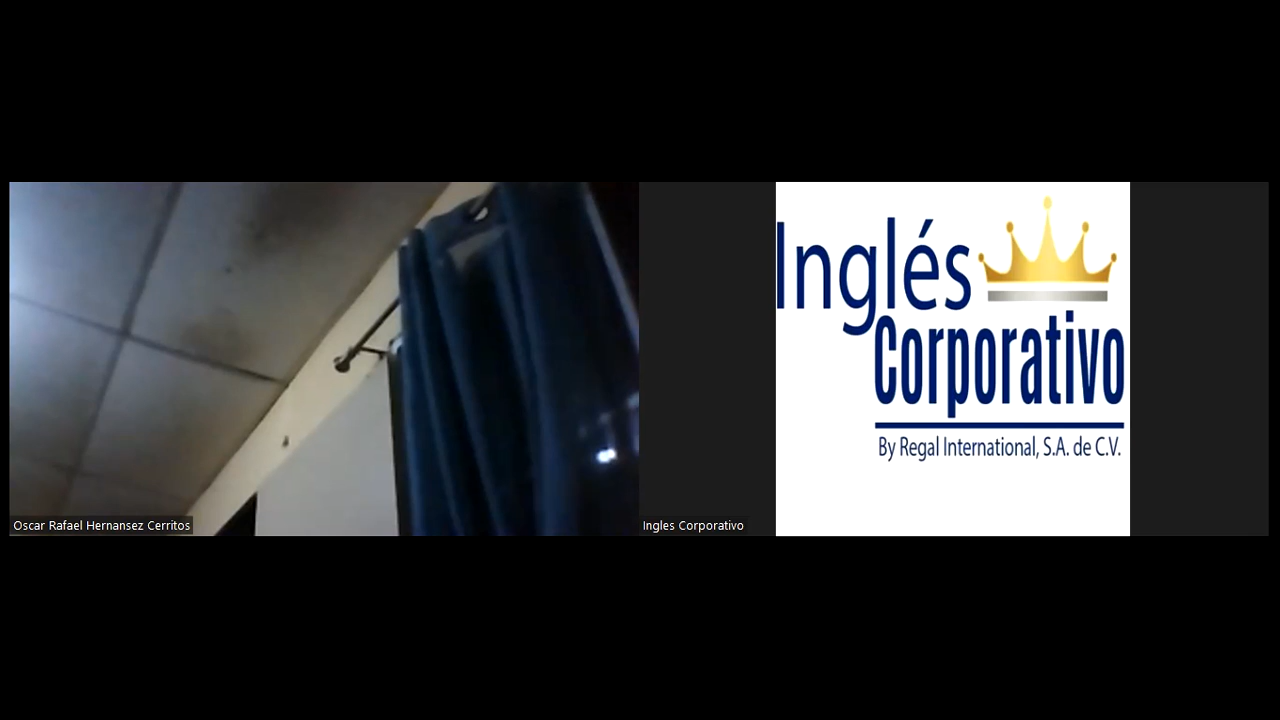 Inglés
Corporativo
By Regal International, S.A. de C.V.
Oscar Rafael Hernansez Cerritos
Ingles Corporativo